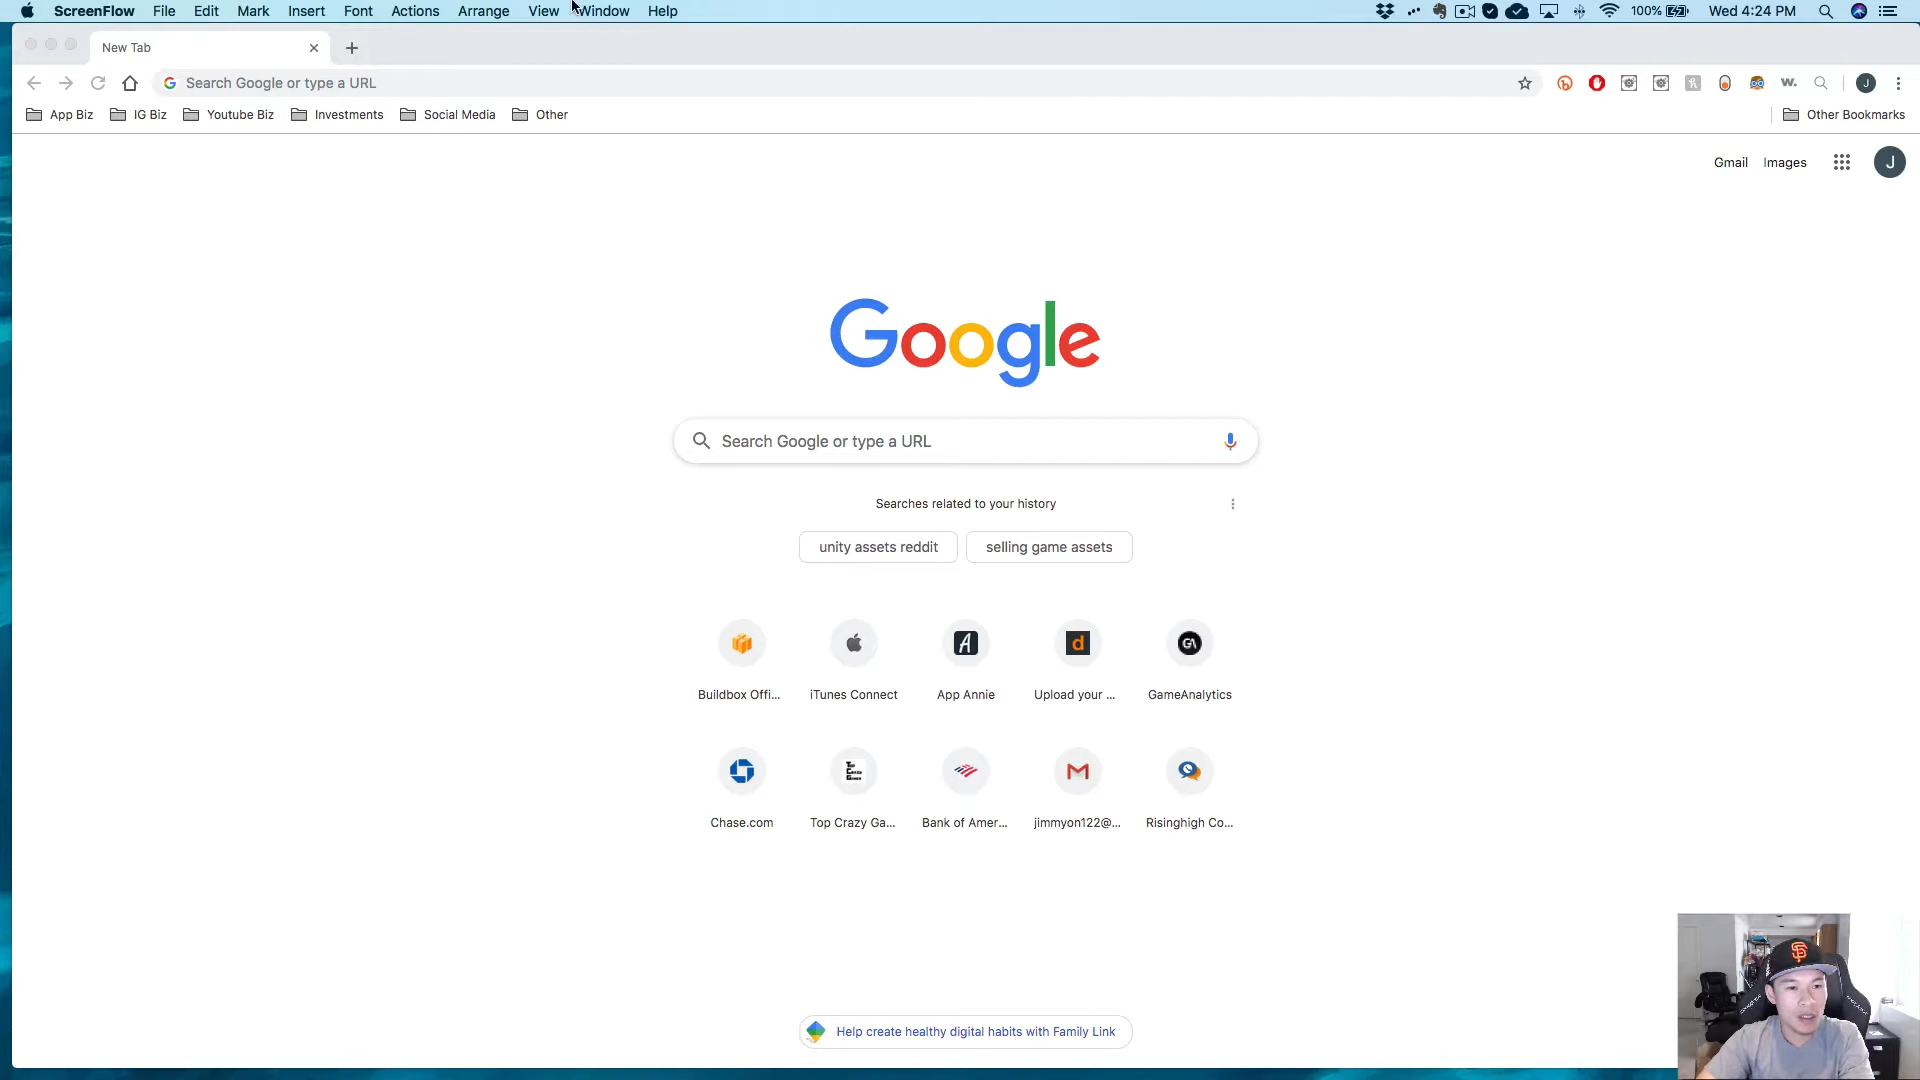 ScreenFlow File Edit Mark Insert Font Actions Arrange View Window Help 100% Wed 4:24 PM
New Tab
Search Google or type a URL
App Biz IG Biz Youtube Biz Investments Social Media Other Other Bookmarks
Gmail Images J
Google
Search Google or type a URL
Searches related to your history
unity assets reddit selling game assets
Buildbox Offi... iTunes Connect App Annie Upload your ... GameAnalytics
Chase.com Top Crazy Ga... Bank of Amer... jimmyon122@... Risinghigh Co...
Help create healthy digital habits with Family Link